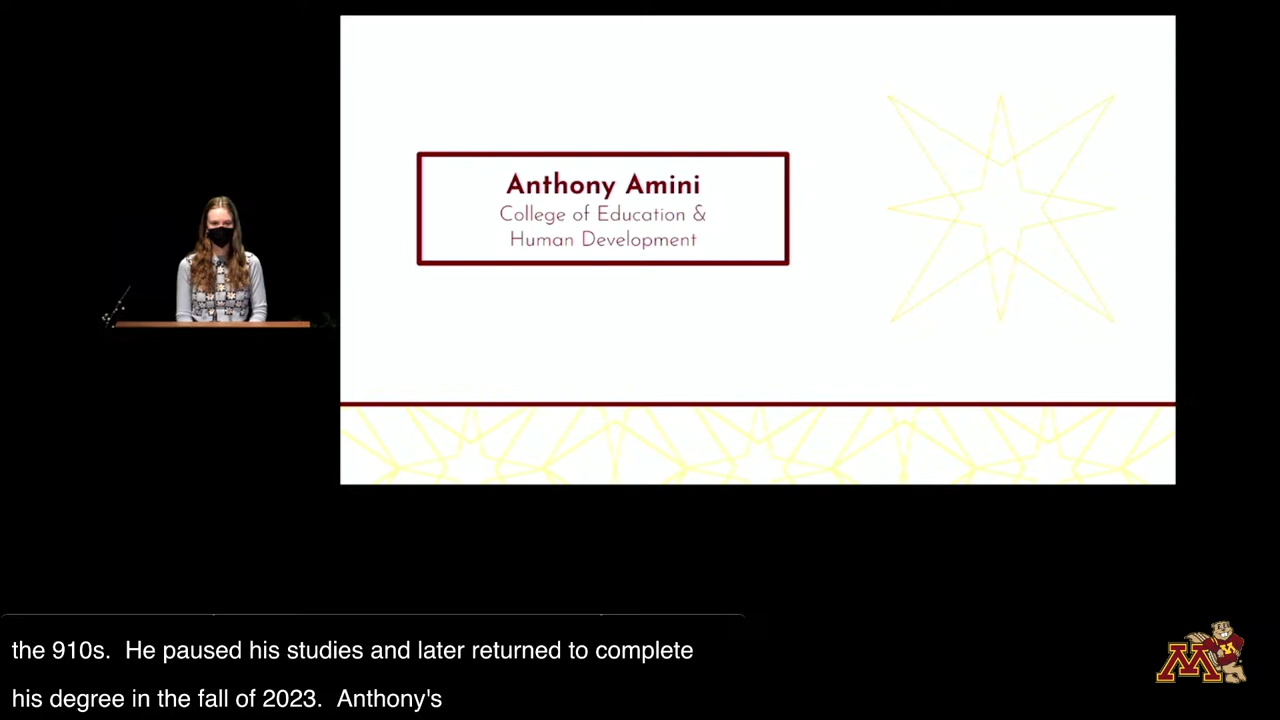 Anthony Amini
College of Education &
Human Development
the 910s. He paused his studies and later returned to complete
his degree in the fall of 2023. Anthony's
M